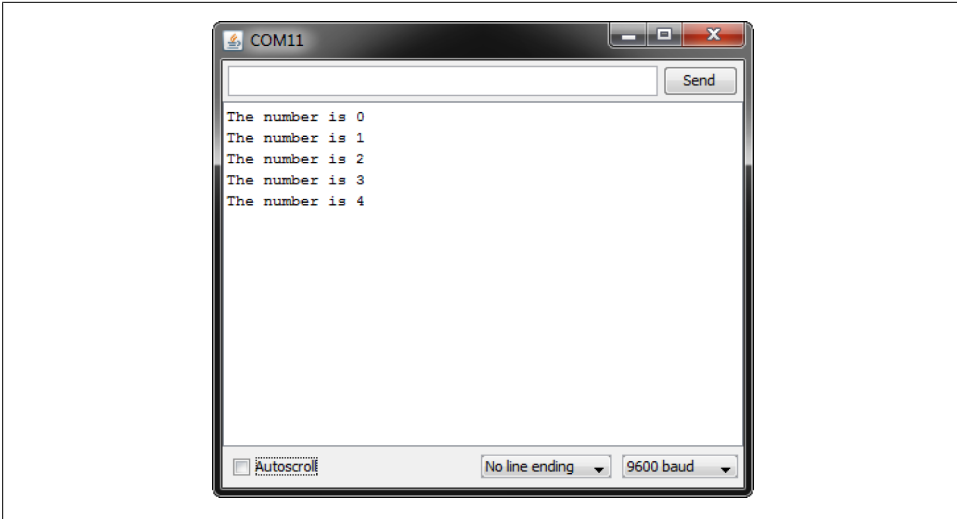 COM11
Send
The number is 0
The number is 1
The number is 2
The number is 3
The number is 4
Autoscroll
No line ending
9600 baud